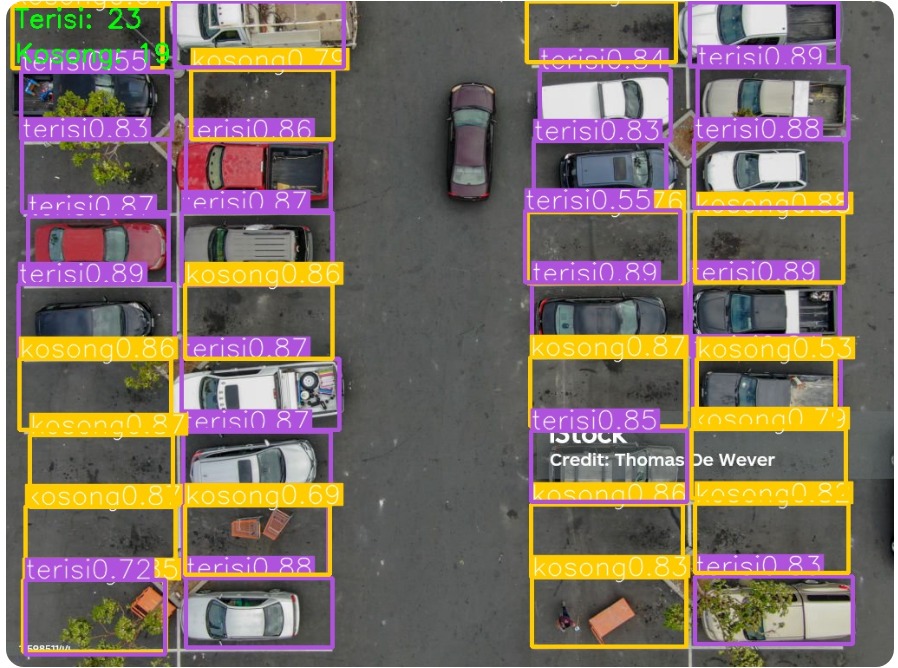 Terisi: 23
Kosong: 19
terisi0.55
kosong0.79
terisi0.84
terisi0.89
terisi0.83
terisi0.86
terisi0.83
terisi0.88
terisi0.87
terisi0.87
terisi0.55
kosong0.88
terisi0.89
kosong0.86
terisi0.89
terisi0.89
kosong0.86
terisi0.87
kosong0.87
kosong0.53
kosong0.87
terisi0.87
terisi0.85
kosong0.79
iStock
Credit: Thomas De Wever
kosong0.87
kosong0.69
kosong0.86
kosong0.82
terisi0.72
terisi0.88
kosong0.83
terisi0.83